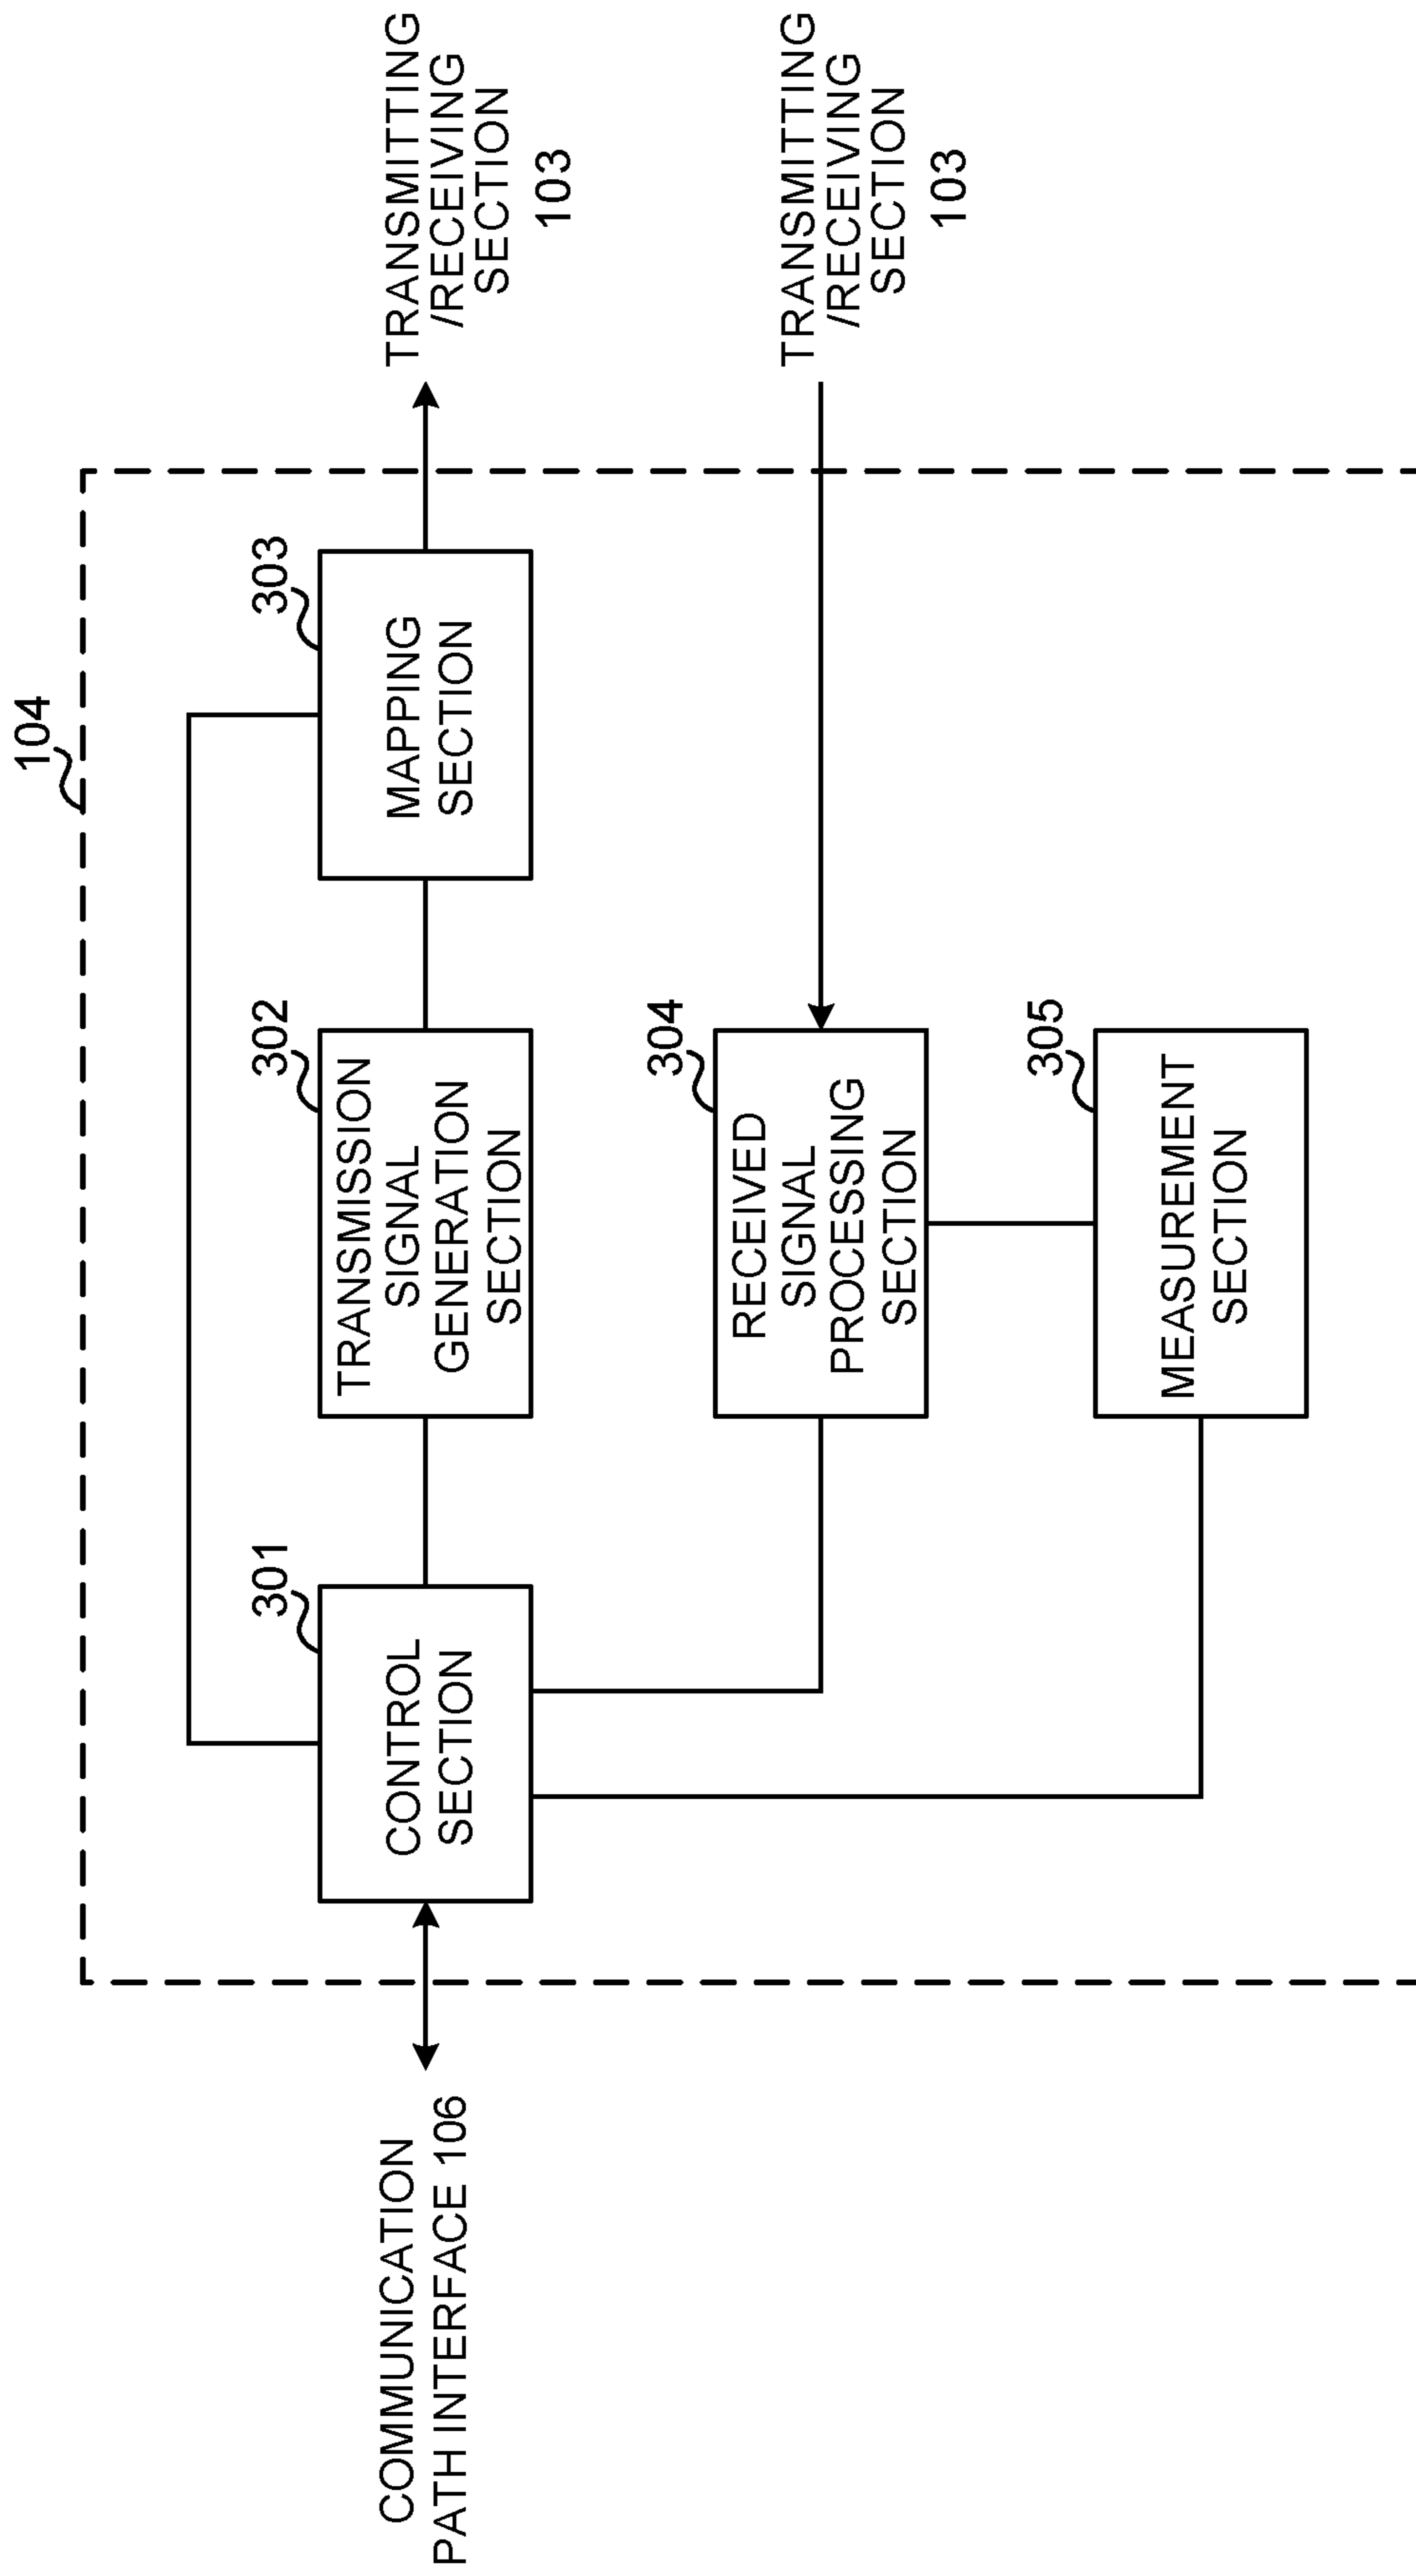 104
COMMUNICATION
PATH INTERFACE 106
301
CONTROL
SECTION
302
TRANSMISSION
SIGNAL
GENERATION
SECTION
303
MAPPING
SECTION
TRANSMITTING
/RECEIVING
SECTION
103
304
RECEIVED
SIGNAL
PROCESSING
SECTION
TRANSMITTING
/RECEIVING
SECTION
103
305
MEASUREMENT
SECTION